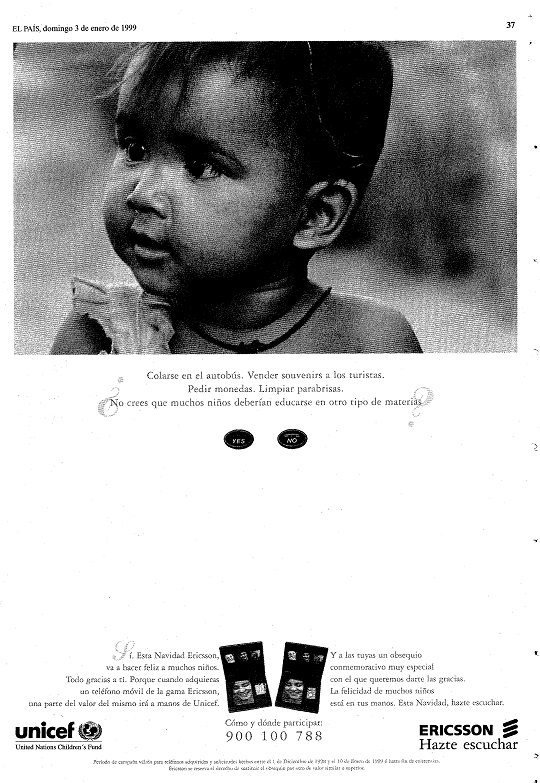 EL PAÍS, domingo 3 de enero de 1999
37
Colarse en el autobús. Vender souvenirs a los turistas.
Pedir monedas. Limpiar parabrisas.
¿No crees que muchos niños deberían educarse en otro tipo de materias?
YES
NO
Sí. Esta Navidad Ericsson,
va a hacer feliz a muchos niños.
Todo gracias a ti. Porque cuando adquieras
un teléfono móvil de la gama Ericsson,
una parte del valor del mismo irá a manos de Unicef.
Y a las tuyas un obsequio
conmemorativo muy especial
con el que queremos darte las gracias.
La felicidad de muchos niños
está en tus manos. Esta Navidad, hazte escuchar.
Cómo y dónde participar:
900 100 788
unicef
United Nations Children's Fund
ERICSSON
Hazte escuchar
Periodo de campaña válido para teléfonos adquiridos y solicitudes hechas entre el 1 de Diciembre de 1998 y el 10 de Enero de 1999 ó hasta fin de existencias.
Ericsson se reserva el derecho de sustituir el obsequio por otro de valor similar o superior.